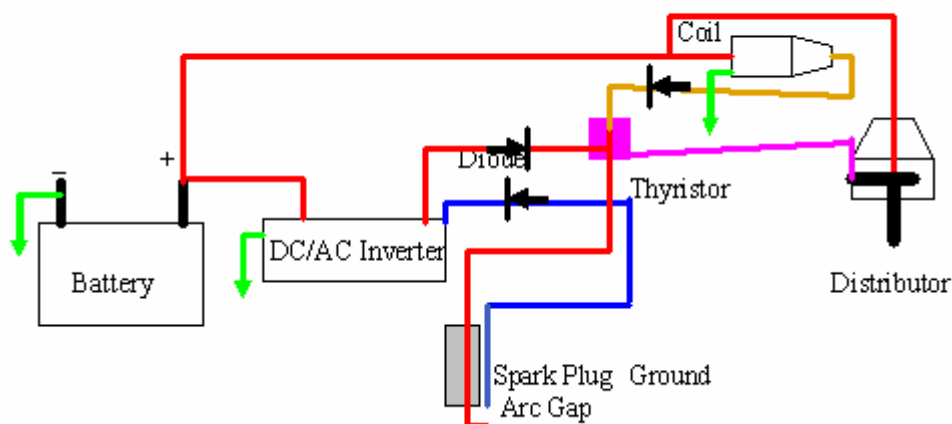 Coil
Diode
Thyristor
–
+
DC/AC Inverter
Battery
Distributor
Spark Plug Ground
Arc Gap